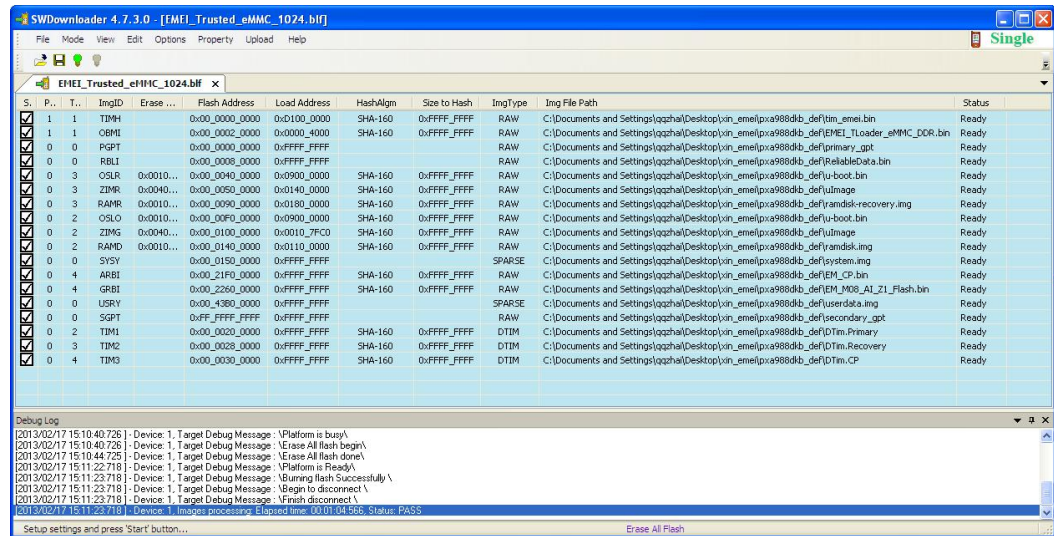 SWDownloader 4.7.3.0 - [EMEI_Trusted_eMMC_1024.blf]
File Mode View Edit Options Property Upload Help
Single
EMEI_Trusted_eMMC_1024.blf x
S. P.. T.. ImgID Erase ... Flash Address Load Address HashAlgm Size to Hash ImgType Img File Path Status
1 1 TIMH 0x00_0000_0000 0xD100_0000 SHA-160 0xFFFF_FFFF RAW C:\Documents and Settings\qqzhai\Desktop\xin_emei\pxa988dkb_def\tim_emei.bin Ready
1 1 OBMI 0x00_0002_0000 0x0000_4000 SHA-160 0xFFFF_FFFF RAW C:\Documents and Settings\qqzhai\Desktop\xin_emei\pxa988dkb_def\EMEI_TLoader_eMMC_DDR.bin Ready
0 0 PGPT 0x00_0000_0000 0xFFFF_FFFF RAW C:\Documents and Settings\qqzhai\Desktop\xin_emei\pxa988dkb_def\primary_gpt Ready
0 0 RBLI 0x00_0008_0000 0xFFFF_FFFF RAW C:\Documents and Settings\qqzhai\Desktop\xin_emei\pxa988dkb_def\ReliableData.bin Ready
0 3 OSLR 0x0010... 0x00_0040_0000 0x0900_0000 SHA-160 0xFFFF_FFFF RAW C:\Documents and Settings\qqzhai\Desktop\xin_emei\pxa988dkb_def\u-boot.bin Ready
0 3 ZIMR 0x0040... 0x00_0050_0000 0x0140_0000 SHA-160 0xFFFF_FFFF RAW C:\Documents and Settings\qqzhai\Desktop\xin_emei\pxa988dkb_def\uImage Ready
0 3 RAMR 0x0010... 0x00_0090_0000 0x0180_0000 SHA-160 0xFFFF_FFFF RAW C:\Documents and Settings\qqzhai\Desktop\xin_emei\pxa988dkb_def\ramdisk-recovery.img Ready
0 2 OSLO 0x0010... 0x00_00F0_0000 0x0900_0000 SHA-160 0xFFFF_FFFF RAW C:\Documents and Settings\qqzhai\Desktop\xin_emei\pxa988dkb_def\u-boot.bin Ready
0 2 ZIMG 0x0040... 0x00_0100_0000 0x0010_7FC0 SHA-160 0xFFFF_FFFF RAW C:\Documents and Settings\qqzhai\Desktop\xin_emei\pxa988dkb_def\uImage Ready
0 2 RAMD 0x0010... 0x00_0140_0000 0x0110_0000 SHA-160 0xFFFF_FFFF RAW C:\Documents and Settings\qqzhai\Desktop\xin_emei\pxa988dkb_def\ramdisk.img Ready
0 0 SYSY 0x00_0150_0000 0xFFFF_FFFF SPARSE C:\Documents and Settings\qqzhai\Desktop\xin_emei\pxa988dkb_def\system.img Ready
0 4 ARBI 0x00_21F0_0000 0xFFFF_FFFF SHA-160 0xFFFF_FFFF RAW C:\Documents and Settings\qqzhai\Desktop\xin_emei\pxa988dkb_def\EM_CP.bin Ready
0 4 GRBI 0x00_2260_0000 0xFFFF_FFFF SHA-160 0xFFFF_FFFF RAW C:\Documents and Settings\qqzhai\Desktop\xin_emei\pxa988dkb_def\EM_M08_AI_Z1_Flash.bin Ready
0 0 USRY 0x00_43B0_0000 0xFFFF_FFFF SPARSE C:\Documents and Settings\qqzhai\Desktop\xin_emei\pxa988dkb_def\userdata.img Ready
0 0 SGPT 0xFF_FFFF_FFFF 0xFFFF_FFFF RAW C:\Documents and Settings\qqzhai\Desktop\xin_emei\pxa988dkb_def\secondary_gpt Ready
0 2 TIM1 0x00_0020_0000 0xFFFF_FFFF SHA-160 0xFFFF_FFFF DTIM C:\Documents and Settings\qqzhai\Desktop\xin_emei\pxa988dkb_def\DTim.Primary Ready
0 3 TIM2 0x00_0028_0000 0xFFFF_FFFF SHA-160 0xFFFF_FFFF DTIM C:\Documents and Settings\qqzhai\Desktop\xin_emei\pxa988dkb_def\DTim.Recovery Ready
0 4 TIM3 0x00_0030_0000 0xFFFF_FFFF SHA-160 0xFFFF_FFFF DTIM C:\Documents and Settings\qqzhai\Desktop\xin_emei\pxa988dkb_def\DTim.CP Ready
Debug Log
[2013/02/17 15:10:40:726 ] - Device: 1, Target Debug Message : \Platform is busy\
[2013/02/17 15:10:40:726 ] - Device: 1, Target Debug Message : \Erase All flash begin\
[2013/02/17 15:10:44:725 ] - Device: 1, Target Debug Message : \Erase All flash done\
[2013/02/17 15:11:22:718 ] - Device: 1, Target Debug Message : \Platform is Ready\
[2013/02/17 15:11:23:718 ] - Device: 1, Target Debug Message : \Burning flash Successfully \
[2013/02/17 15:11:23:718 ] - Device: 1, Target Debug Message : \Begin to disconnect \
[2013/02/17 15:11:23:718 ] - Device: 1, Target Debug Message : \Finish disconnect \
[2013/02/17 15:11:23:718 ] - Device: 1, Images processing: Elapsed time: 00:01:04:566, Status: PASS
Setup settings and press 'Start' button... Erase All Flash